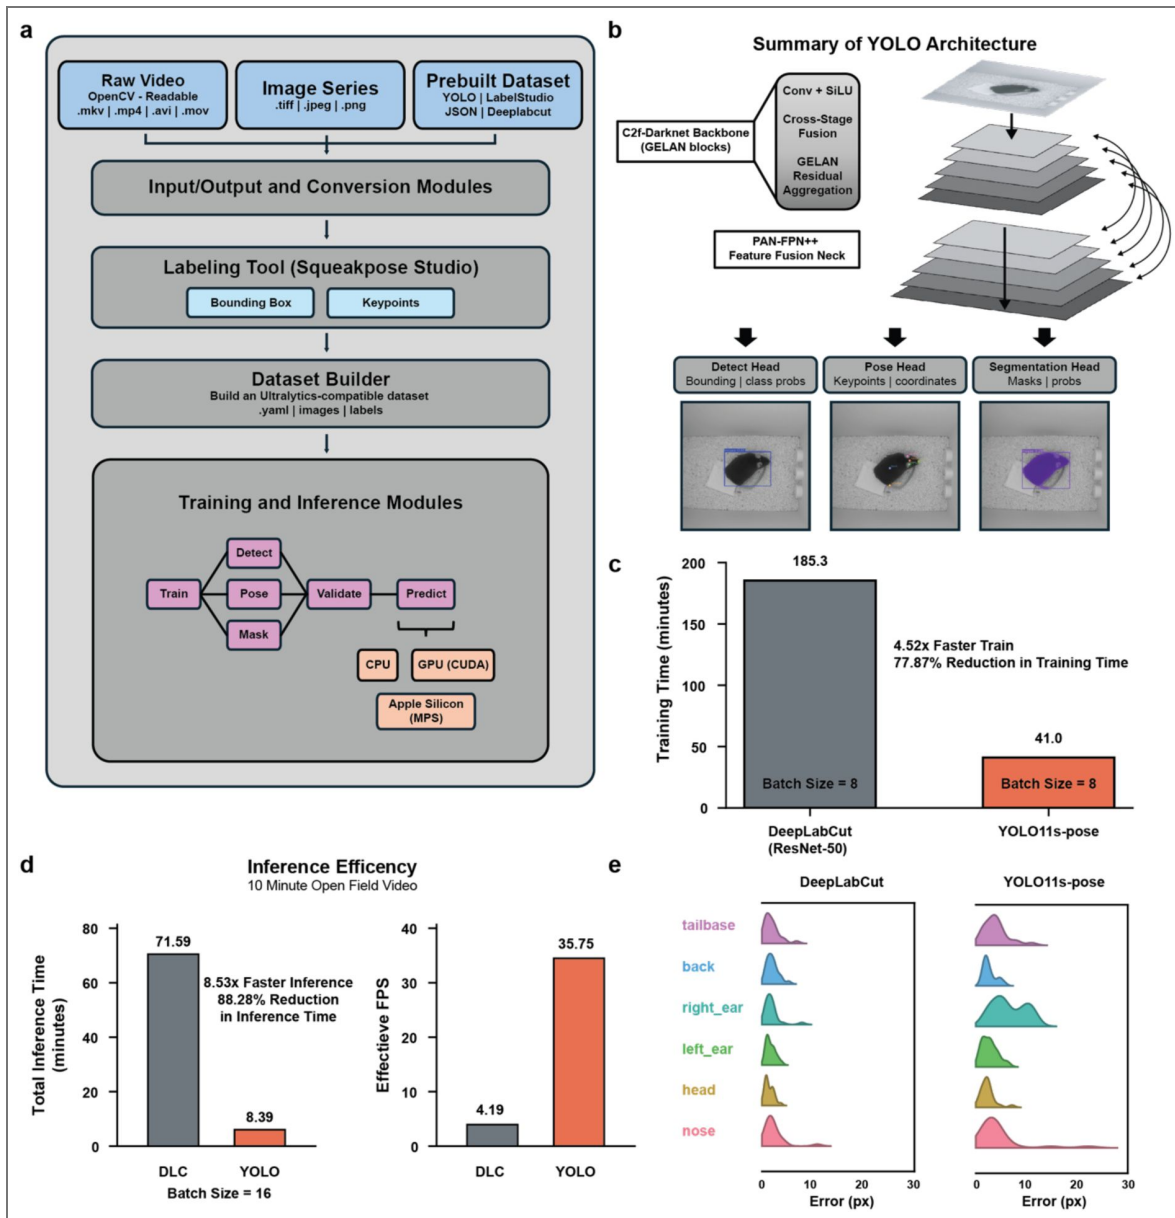 a
Raw Video
OpenCV - Readable
.mkv | .mp4 | .avi | .mov
Image Series
.tiff | .jpeg | .png
Prebuilt Dataset
YOLO | LabelStudio
JSON | Deeplabcut
Input/Output and Conversion Modules
Labeling Tool (Squeakpose Studio)
Bounding Box
Keypoints
Dataset Builder
Build an Ultralytics-compatible dataset
.yaml | images | labels
Training and Inference Modules
Train
Detect
Pose
Mask
Validate
Predict
CPU
GPU (CUDA)
Apple Silicon
(MPS)
b
Summary of YOLO Architecture
C2f-Darknet Backbone
(GELAN blocks)
Conv + SiLU
Cross-Stage
Fusion
GELAN
Residual
Aggregation
PAN-FPN++
Feature Fusion Neck
Detect Head
Bounding | class probs
Pose Head
Keypoints | coordinates
Segmentation Head
Masks | probs
c
Training Time (minutes)
200
150
100
50
0
185.3
41.0
4.52x Faster Train
77.87% Reduction in Training Time
Batch Size = 8
Batch Size = 8
DeepLabCut
(ResNet-50)
YOLO11s-pose
d
Inference Efficency
10 Minute Open Field Video
Total Inference Time
(minutes)
80
60
40
20
0
71.59
8.39
8.53x Faster Inference
88.28% Reduction
in Inference Time
DLC
YOLO
Batch Size = 16
Effectieve FPS
40
30
20
10
0
4.19
35.75
DLC
YOLO
e
DeepLabCut
YOLO11s-pose
tailbase
back
right_ear
left_ear
head
nose
0
10
20
30
Error (px)
0
10
20
30
Error (px)